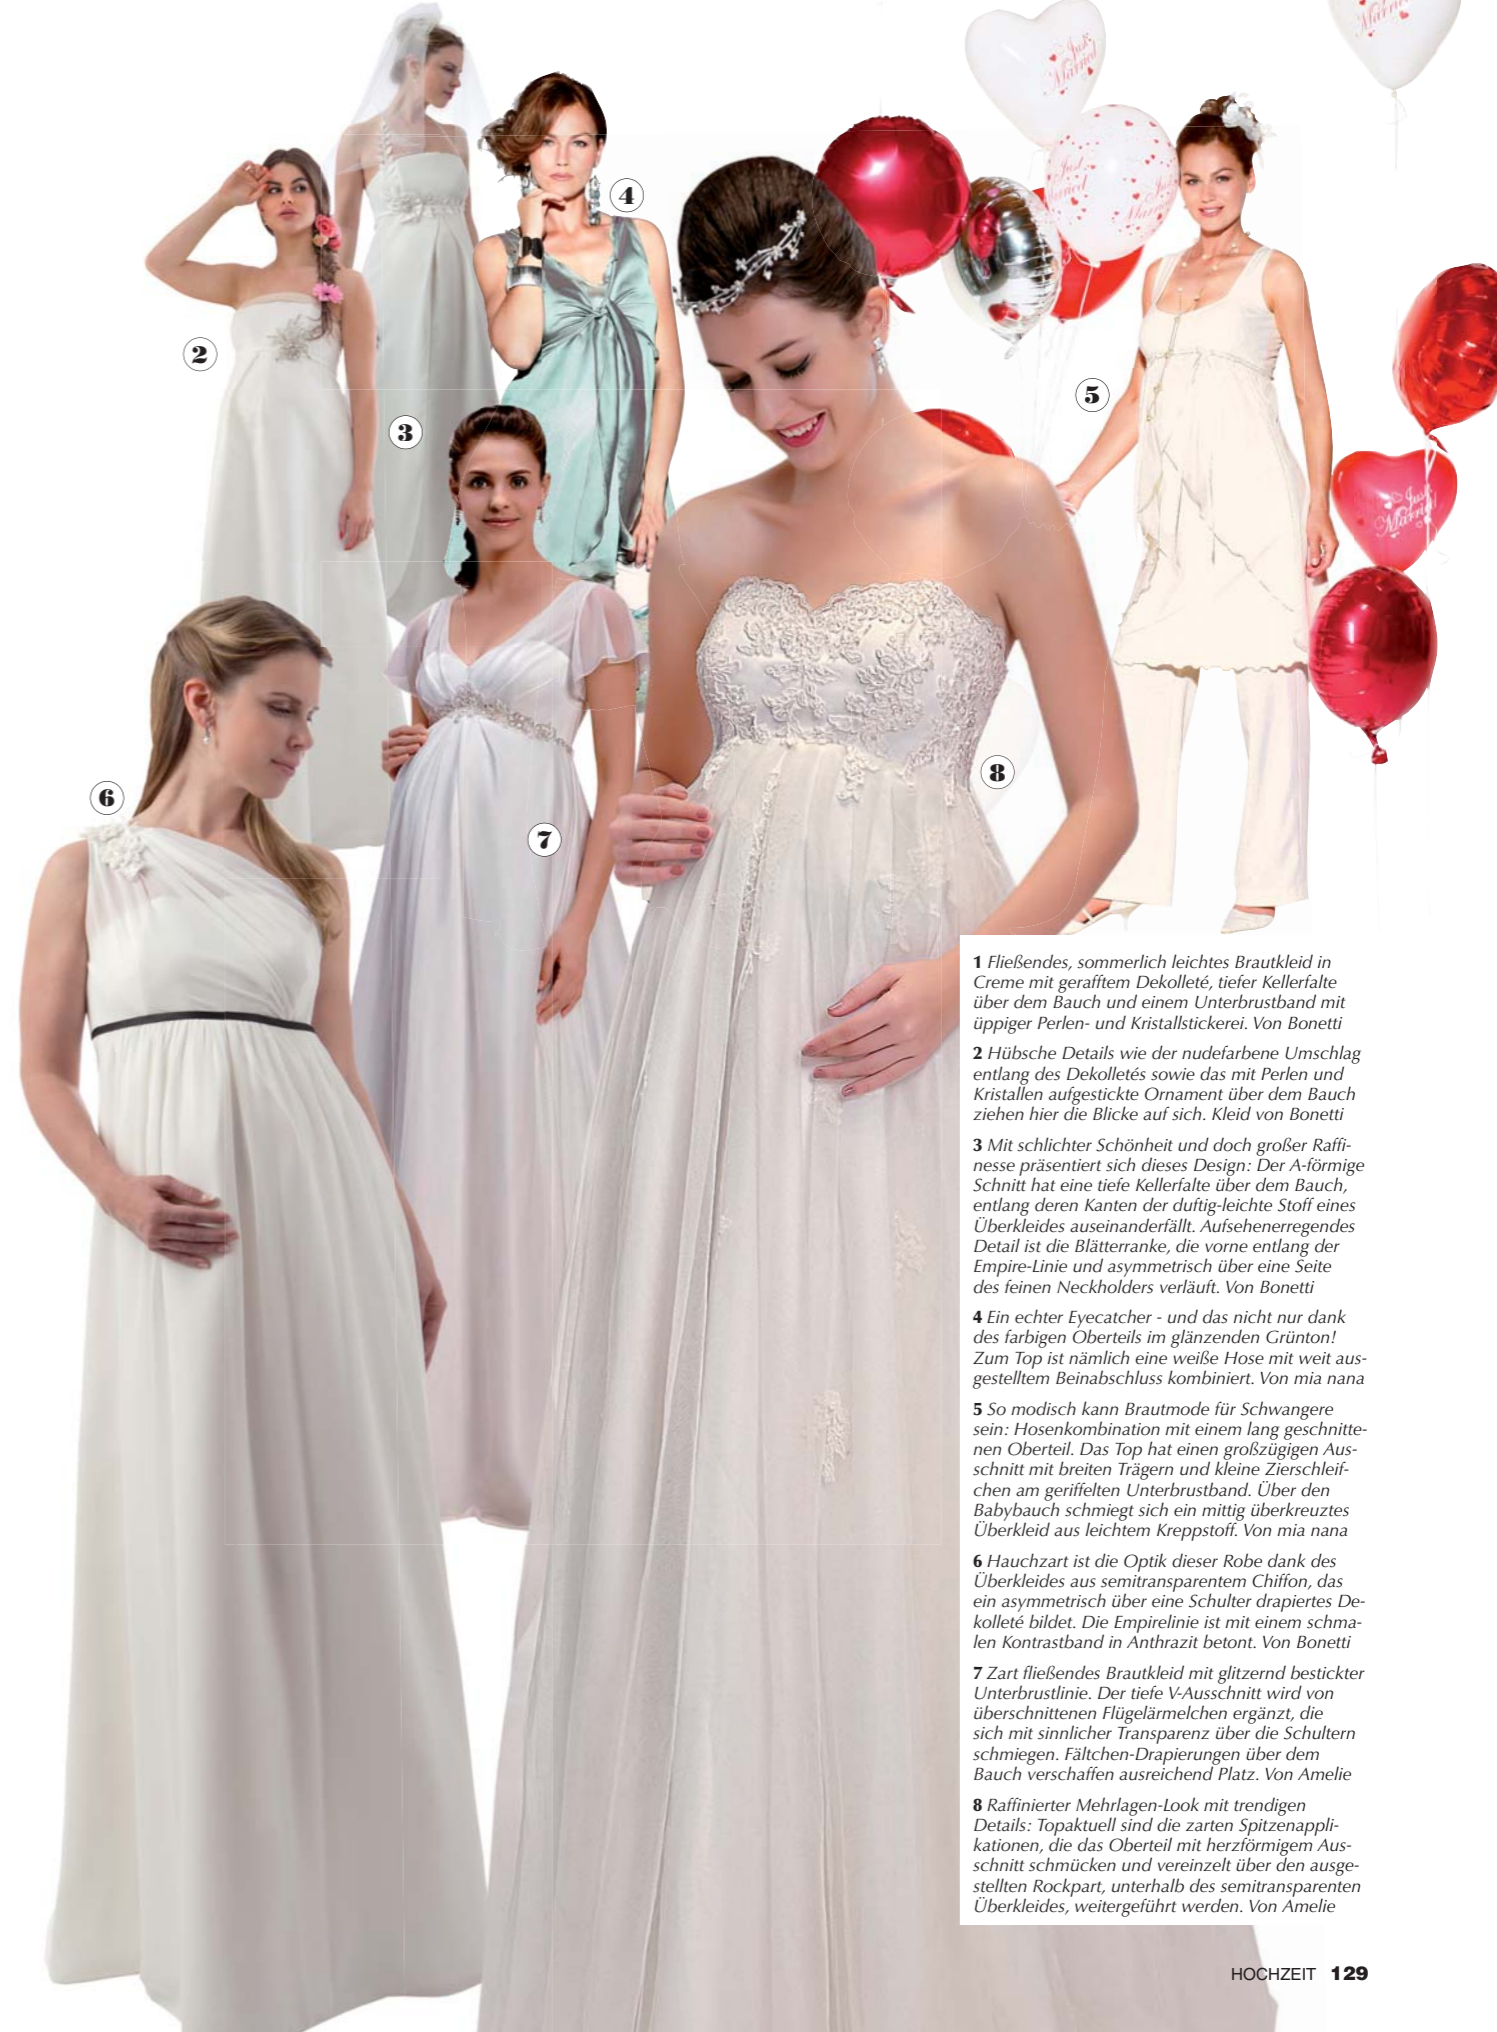 Just
Married
Married
4
Just
Married
Just
Married
2
5
3
Just
Married
8
6
7
1 Fließendes, sommerlich leichtes Brautkleid in
Creme mit gerafftem Dekolleté, tiefer Kellerfalte
über dem Bauch und einem Unterbrustband mit
üppiger Perlen- und Kristallstickerei. Von Bonetti
2 Hübsche Details wie der nudefarbene Umschlag
entlang des Dekolletés sowie das mit Perlen und
Kristallen aufgestickte Ornament über dem Bauch
ziehen hier die Blicke auf sich. Kleid von Bonetti
3 Mit schlichter Schönheit und doch großer Raffi-
nesse präsentiert sich dieses Design: Der A-förmige
Schnitt hat eine tiefe Kellerfalte über dem Bauch,
entlang deren Kanten der duftig-leichte Stoff eines
Überkleides auseinanderfällt. Aufsehenerregendes
Detail ist die Blätterranke, die vorne entlang der
Empire-Linie und asymmetrisch über eine Seite
des feinen Neckholders verläuft. Von Bonetti
4 Ein echter Eyecatcher - und das nicht nur dank
des farbigen Oberteils im glänzenden Grünton!
Zum Top ist nämlich eine weiße Hose mit weit aus-
gestelltem Beinabschluss kombiniert. Von mia nana
5 So modisch kann Brautmode für Schwangere
sein: Hosenkombination mit einem lang geschnitte-
nen Oberteil. Das Top hat einen großzügigen Aus-
schnitt mit breiten Trägern und kleine Zierschleif-
chen am geriffelten Unterbrustband. Über den
Babybauch schmiegt sich ein mittig überkreuztes
Überkleid aus leichtem Kreppstoff. Von mia nana
6 Hauchzart ist die Optik dieser Robe dank des
Überkleides aus semitransparentem Chiffon, das
ein asymmetrisch über eine Schulter drapiertes De-
kolleté bildet. Die Empirelinie ist mit einem schma-
len Kontrastband in Anthrazit betont. Von Bonetti
7 Zart fließendes Brautkleid mit glitzernd bestickter
Unterbrustlinie. Der tiefe V-Ausschnitt wird von
überschnittenen Flügelärmelchen ergänzt, die
sich mit sinnlicher Transparenz über die Schultern
schmiegen. Fältchen-Drapierungen über dem
Bauch verschaffen ausreichend Platz. Von Amelie
8 Raffinierter Mehrlagen-Look mit trendigen
Details: Topaktuell sind die zarten Spitzenappli-
kationen, die das Oberteil mit herzförmigem Aus-
schnitt schmücken und vereinzelt über den ausge-
stellten Rockpart, unterhalb des semitransparenten
Überkleides, weitergeführt werden. Von Amelie
HOCHZEIT 129